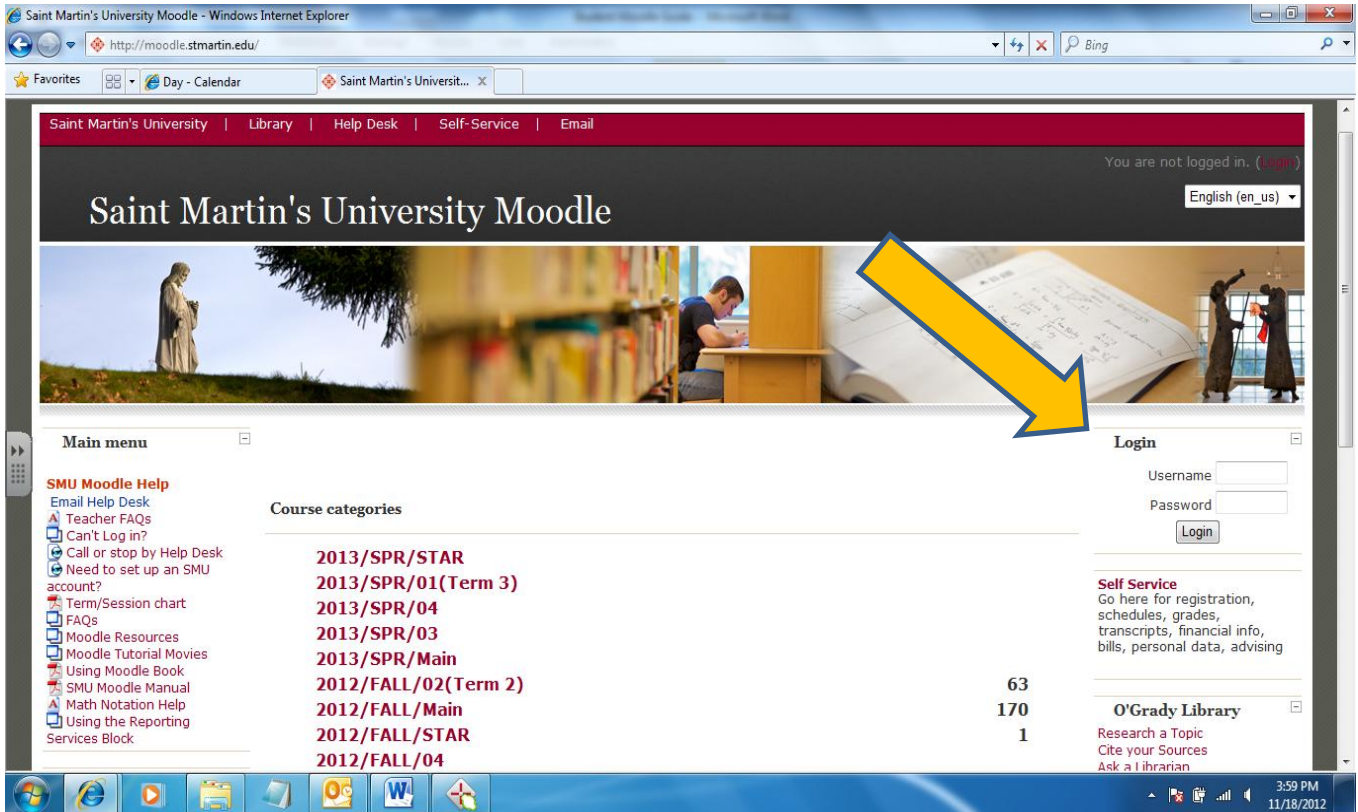 Saint Martin's University Moodle - Windows Internet Explorer
http://moodle.stmartin.edu/
Bing
Favorites
Day - Calendar
Saint Martin's Universit...
Saint Martin's University | Library | Help Desk | Self-Service | Email
You are not logged in. (Login)
English (en_us)
Saint Martin's University Moodle
Main menu
SMU Moodle Help
Email Help Desk
Teacher FAQs
Can't Log in?
Call or stop by Help Desk
Need to set up an SMU
account?
Term/Session chart
FAQs
Moodle Resources
Moodle Tutorial Movies
Using Moodle Book
SMU Moodle Manual
Math Notation Help
Using the Reporting
Services Block
Course categories
2013/SPR/STAR
2013/SPR/01(Term 3)
2013/SPR/04
2013/SPR/03
2013/SPR/Main
2012/FALL/02(Term 2) 63
2012/FALL/Main 170
2012/FALL/STAR 1
2012/FALL/04
Login
Username
Password
Login
Self Service
Go here for registration,
schedules, grades,
transcripts, financial info,
bills, personal data, advising
O'Grady Library
Research a Topic
Cite your Sources
Ask a Librarian
3:59 PM
11/18/2012